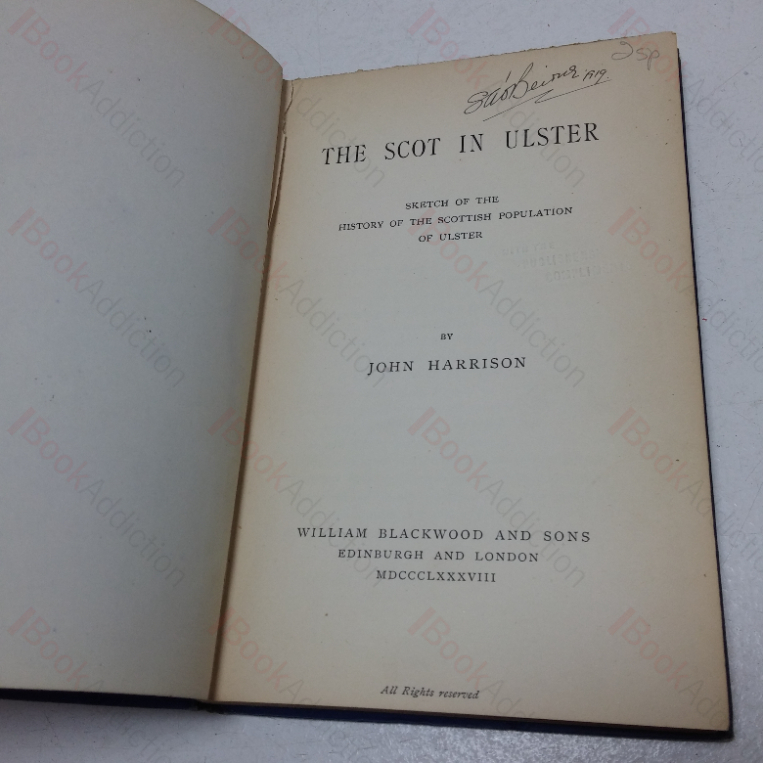 THE SCOT IN ULSTER
SKETCH OF THE
HISTORY OF THE SCOTTISH POPULATION
OF ULSTER
BY
JOHN HARRISON
WILLIAM BLACKWOOD AND SONS
EDINBURGH AND LONDON
MDCCCLXXXVIII
All Rights reserved
BookAddiction